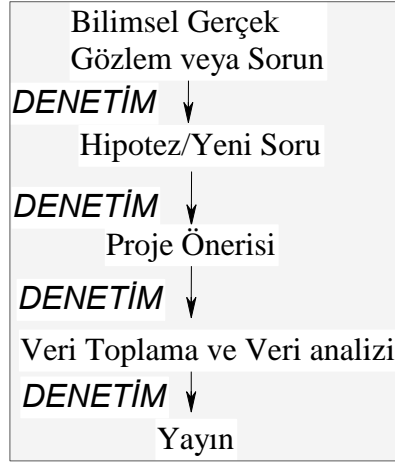 Bilimsel Gerçek
Gözlem veya Sorun
DENETİM
Hipotez/Yeni Soru
DENETİM
Proje Önerisi
DENETİM
Veri Toplama ve Veri analizi
DENETİM
Yayın